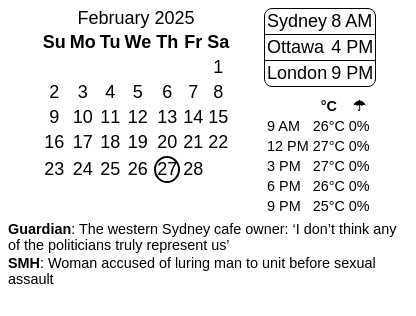 February 2025
Su Mo Tu We Th Fr Sa
1
2 3 4 5 6 7 8
9 10 11 12 13 14 15
16 17 18 19 20 21 22
23 24 25 26 27 28
Sydney 8 AM
Ottawa 4 PM
London 9 PM
°C ☂
9 AM 26°C 0%
12 PM 27°C 0%
3 PM 27°C 0%
6 PM 26°C 0%
9 PM 25°C 0%
Guardian: The western Sydney cafe owner: ‘I don’t think any
of the politicians truly represent us’
SMH: Woman accused of luring man to unit before sexual
assault